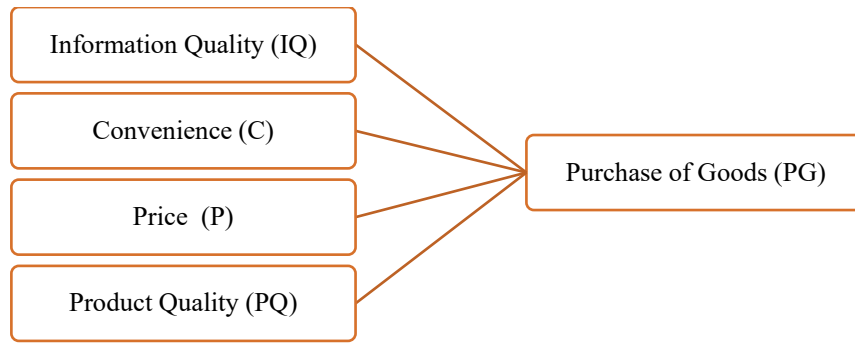 Information Quality (IQ)
Convenience (C)
Price  (P)
Product Quality (PQ)
Purchase of Goods (PG)